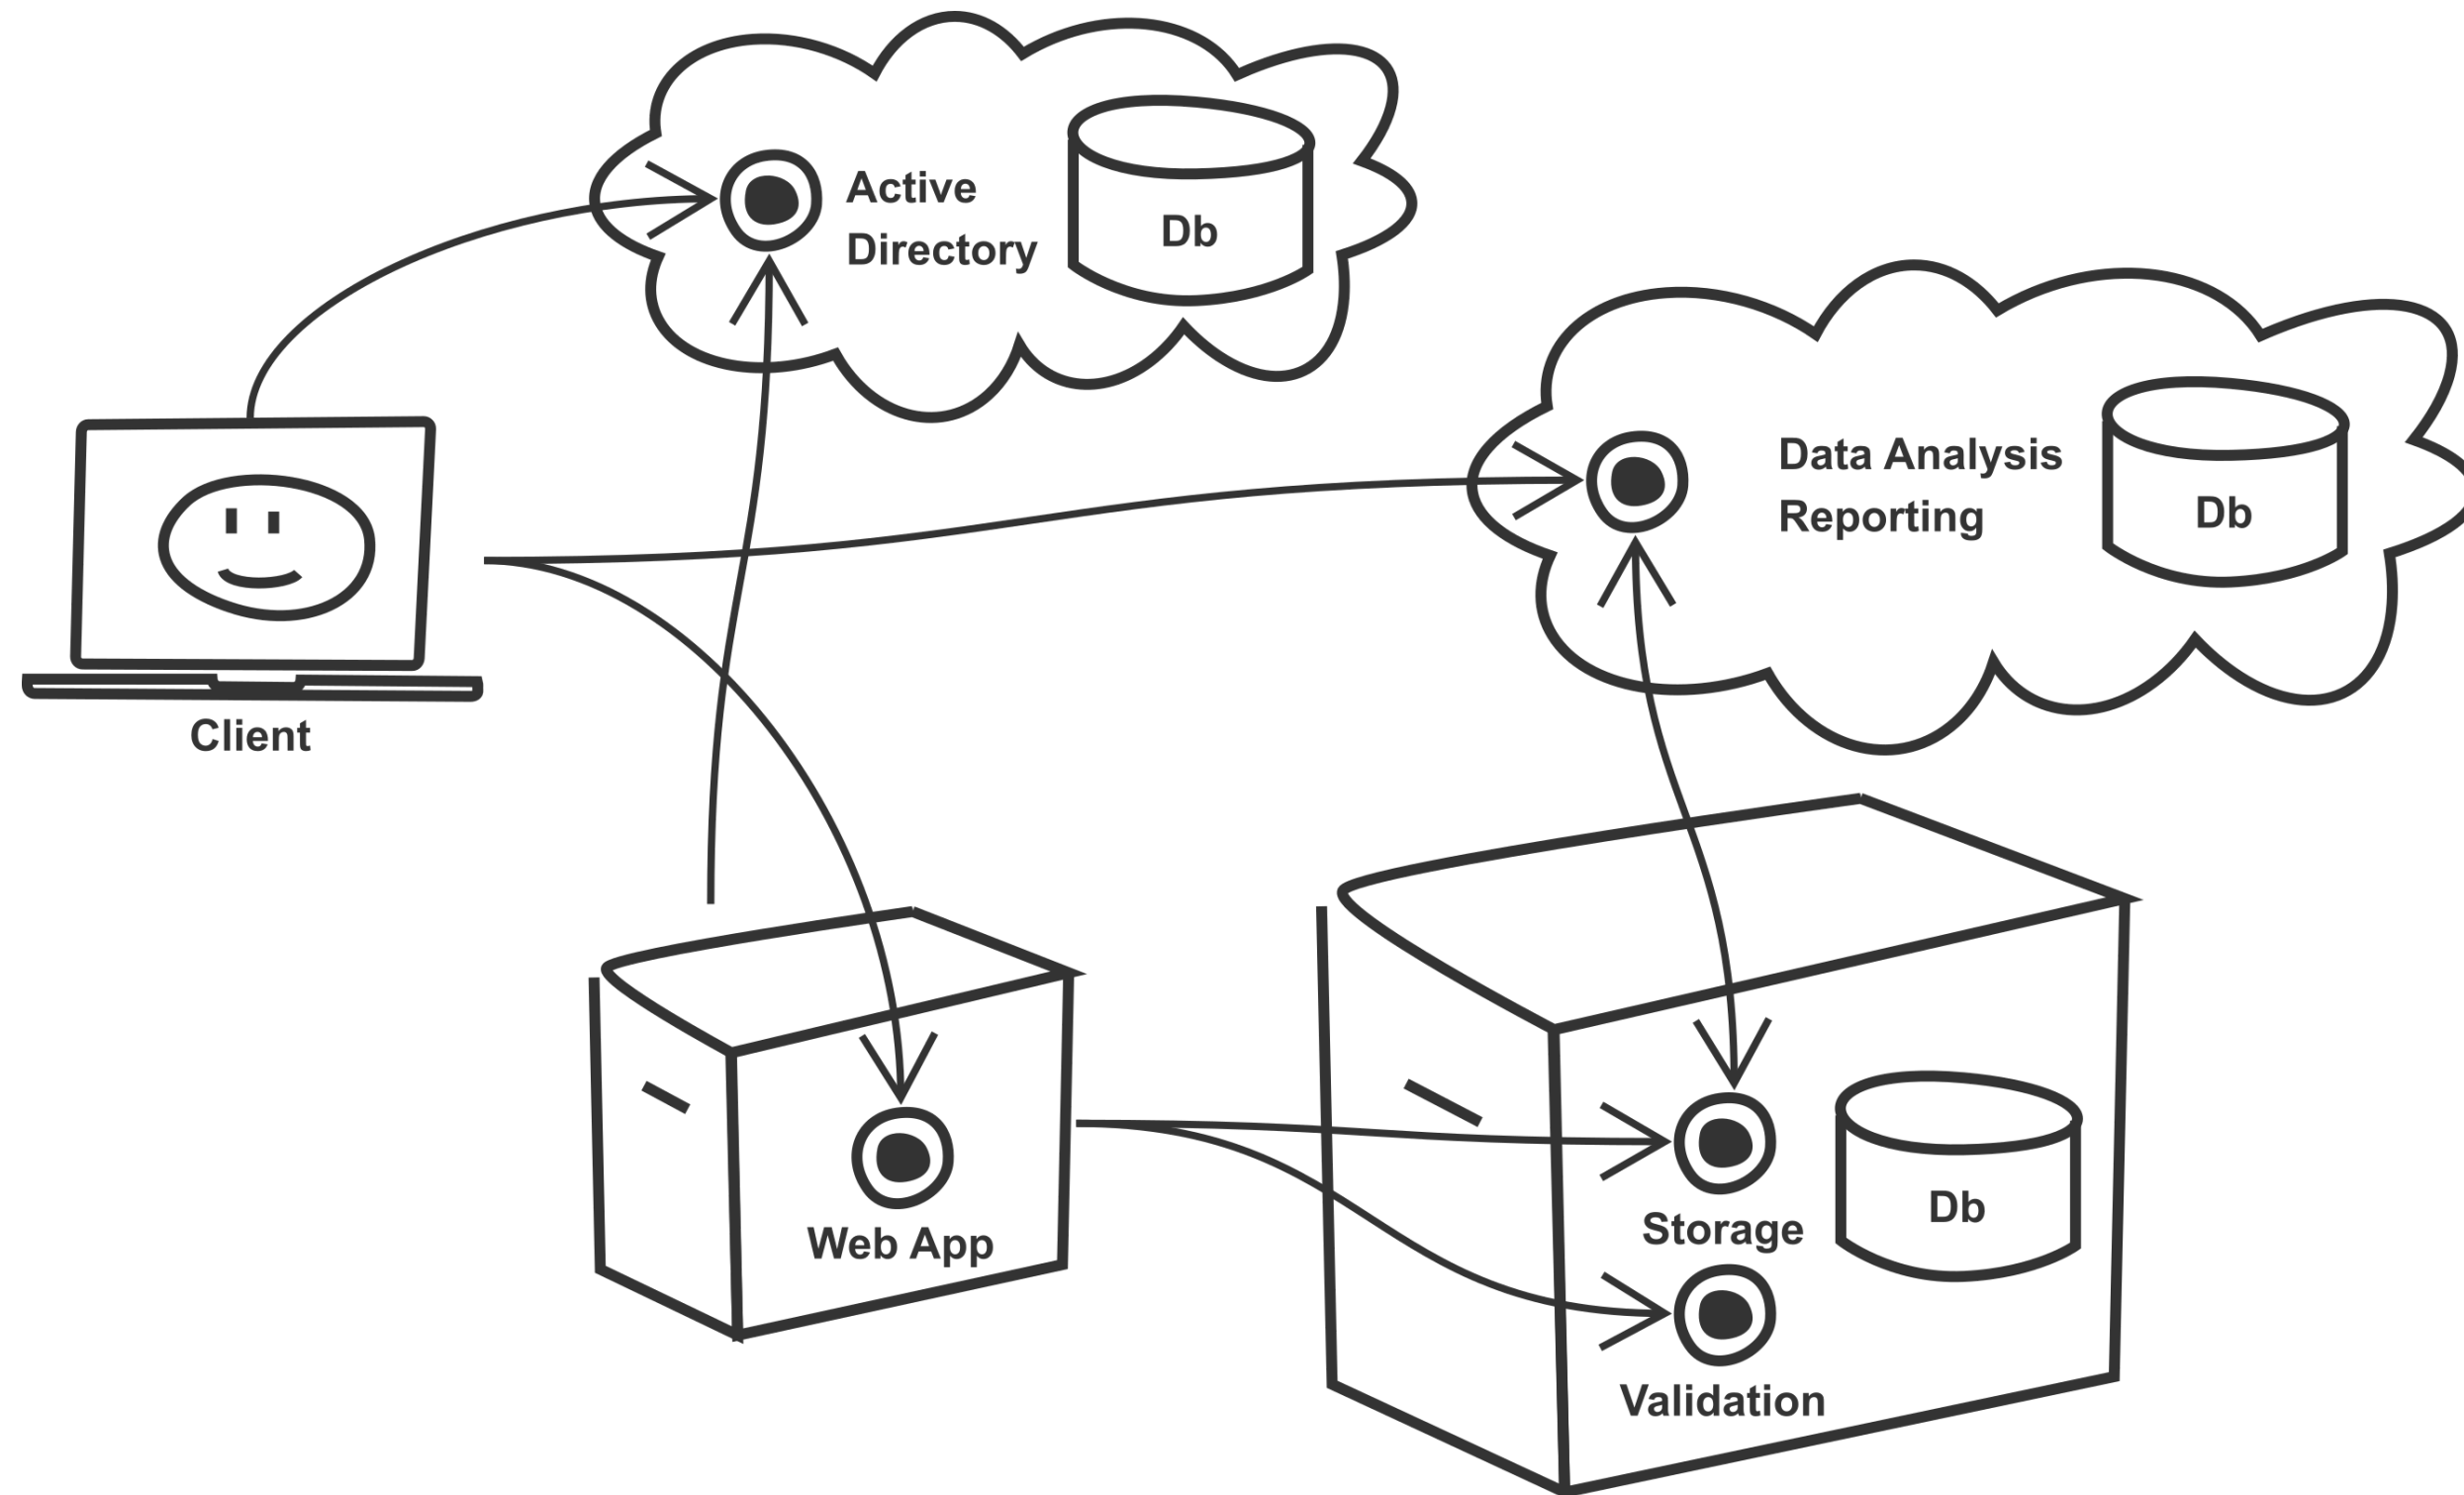 Active
Directory
Db
Data Analysis
Reporting
Db
Client
Web App
Storage
Db
Validation